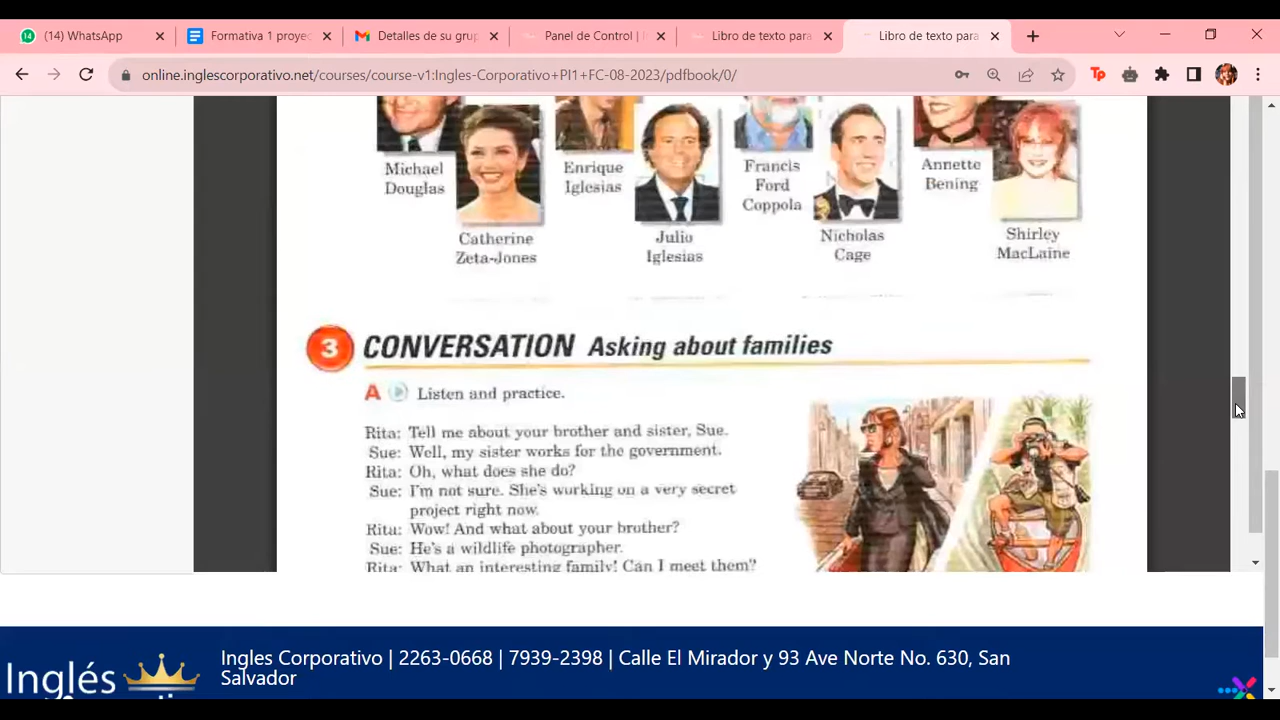 14
(14) WhatsApp
Formativa 1 proye
Detalles de su grup
Panel de Control |
Libro de texto para
Libro de texto para
online.inglescorporativo.net/courses/course-v1:Ingles-Corporativo+PI1+FC-08-2023/pdfbook/0/
Tp
Michael
Douglas
Enrique
Iglesias
Francis
Ford
Coppola
Annette
Bening
Catherine
Zeta-Jones
Julio
Iglesias
Nicholas
Cage
Shirley
MacLaine
3 CONVERSATION Asking about families
A Listen and practice.
Rita: Tell me about your brother and sister, Sue.
Sue: Well, my sister works for the government.
Rita: Oh, what does she do?
Sue: I'm not sure. She's working on a very secret
project right now.
Rita: Wow! And what about your brother?
Sue: He's a wildlife photographer.
Rita: What an interesting family! Can I meet them?
Inglés
Ingles Corporativo | 2263-0668 | 7939-2398 | Calle El Mirador y 93 Ave Norte No. 630, San
Salvador